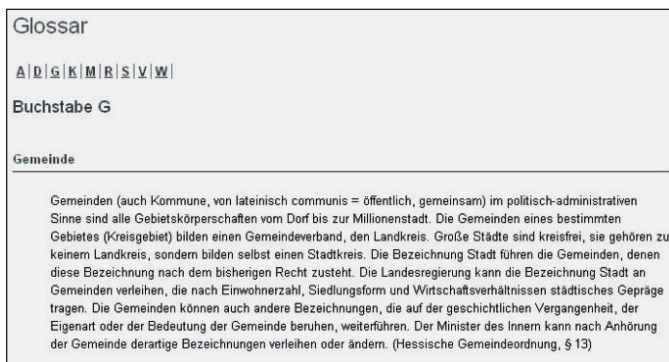 Glossar
A|D|G|K|M|R|S|V|W|
Buchstabe G
Gemeinde
Gemeinden (auch Kommune, von lateinisch communis = öffentlich, gemeinsam) im politisch-administrativen
Sinne sind alle Gebietskörperschaften vom Dorf bis zur Millionenstadt. Die Gemeinden eines bestimmten
Gebietes (Kreisgebiet) bilden einen Gemeindeverband, den Landkreis. Große Städte sind kreisfrei, sie gehören zu
keinem Landkreis, sondern bilden selbst einen Stadtkreis. Die Bezeichnung Stadt führen die Gemeinden, denen
diese Bezeichnung nach dem bisherigen Recht zusteht. Die Landesregierung kann die Bezeichnung Stadt an
Gemeinden verleihen, die nach Einwohnerzahl, Siedlungsform und Wirtschaftsverhältnissen städtisches Gepräge
tragen. Die Gemeinden können auch andere Bezeichnungen, die auf der geschichtlichen Vergangenheit, der
Eigenart oder der Bedeutung der Gemeinde beruhen, weiterführen. Der Minister des Innern kann nach Anhörung
der Gemeinde derartige Bezeichnungen verleihen oder ändern. (Hessische Gemeindeordnung, § 13)